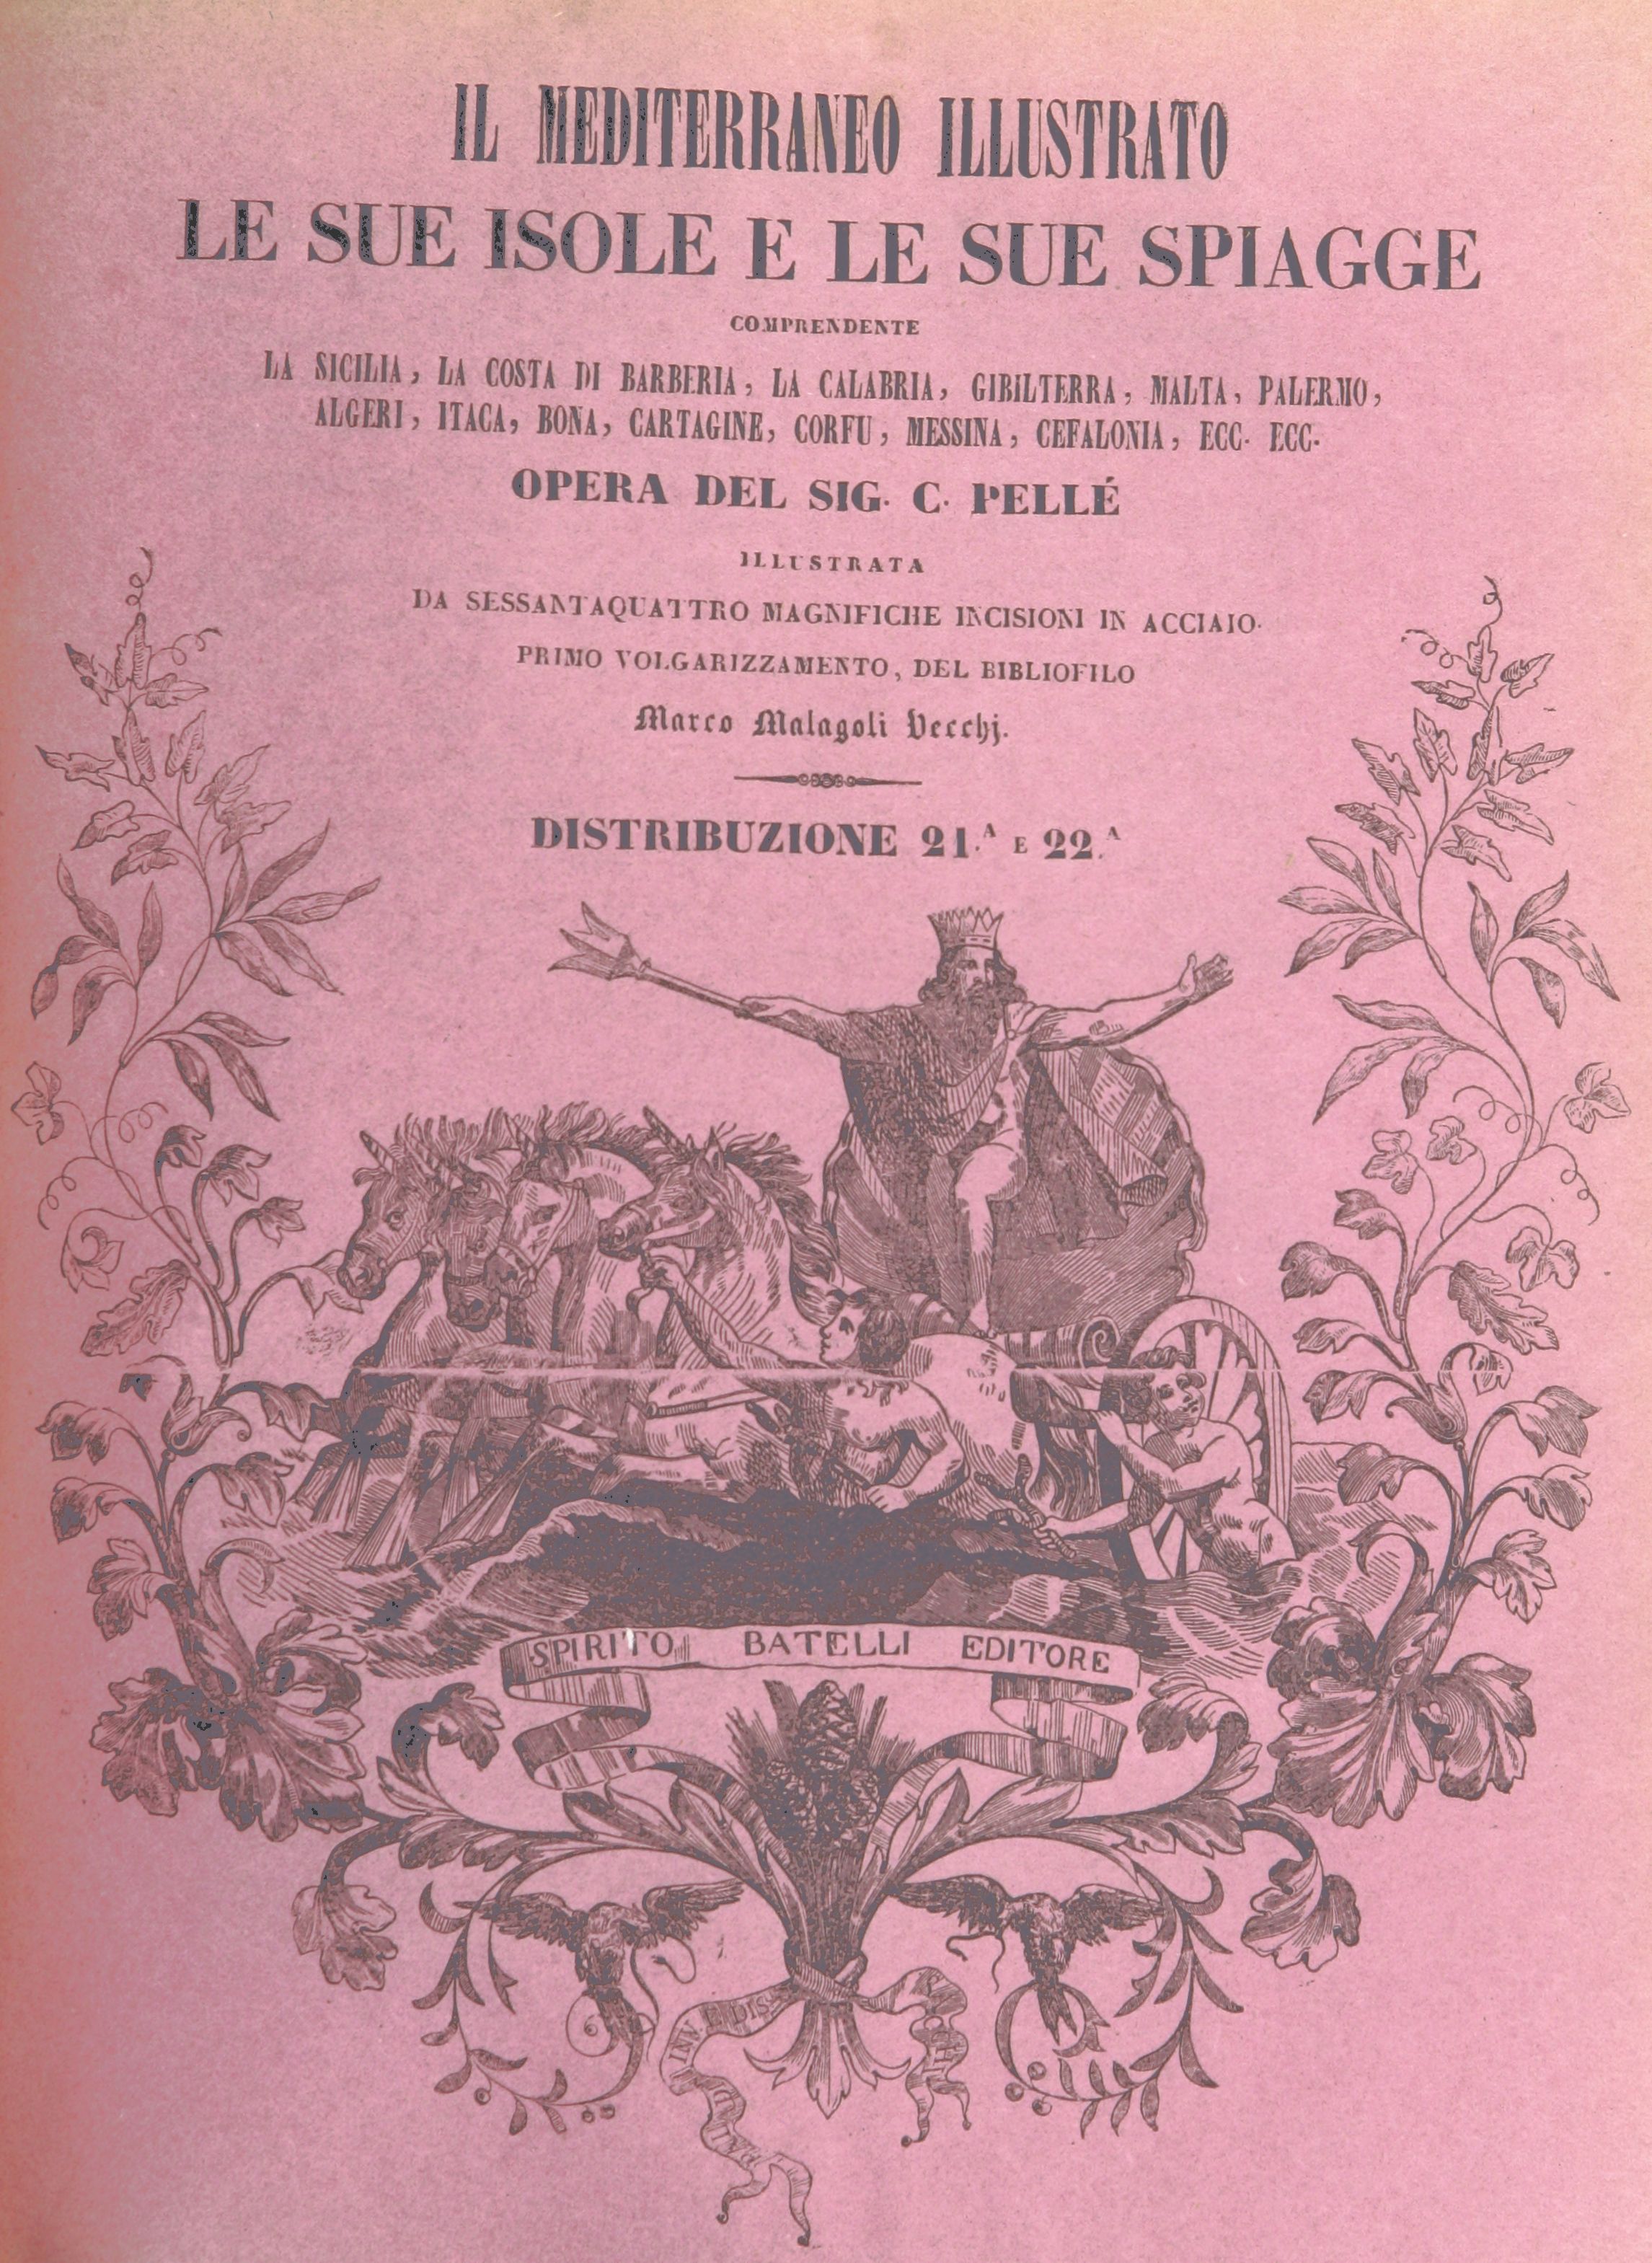 IL MEDITERRANEO ILLUSTRATO
LE SUE ISOLE E LE SUE SPIAGGE
COMPRENDENTE
LA SICILIA, LA COSTA DI BARBERIA, LA CALABRIA, GIBILTERRA, MALTA, PALERMO,
ALGERI, ITACA, BONA, CARTAGINE, CORFU, MESSINA, CEFALONIA, ECC. ECC.
OPERA DEL SIG. C. PELLÉ
ILLUSTRATA
DA SESSANTAQUATTRO MAGNIFICHE INCISIONI IN ACCIAIO.
PRIMO VOLGARIZZAMENTO, DEL BIBLIOFILO
Marco Malagoli Vecchj.
DISTRIBUZIONE 21.A E 22.A
SPIRITO BATELLI EDITORE
INV E DIS